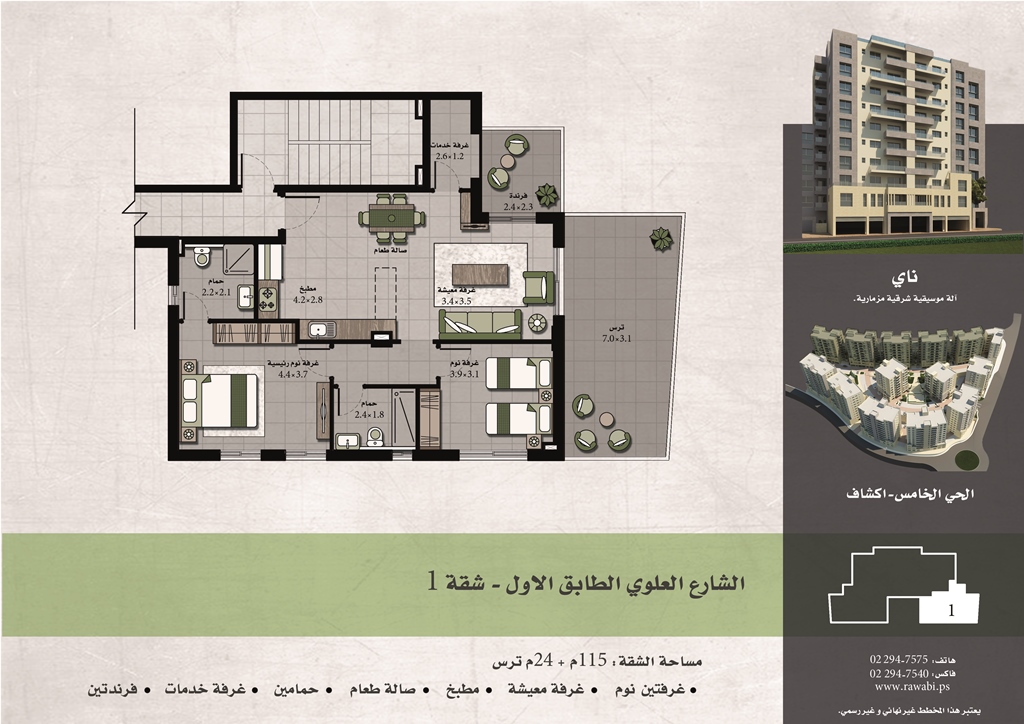 غرفة خدمات
2.6×1.2
فرندة
2.4×2.3
صالة طعام
حمام
2.2×2.1
مطبخ
4.2×2.8
غرفة معيشة
3.4×3.5
ترس
7.0×3.1
غرفة نوم رئيسية
4.4×3.7
غرفة نوم
3.9×3.1
حمام
2.4×1.8
ناي
آلة موسيقية شرقية مزمارية.
الحي الخامس-اكشاف
الشارع العلوي الطابق الاول - شقة 1
1
مساحة الشقة: 115م + 24م ترس
• غرفتين نوم • غرفة معيشة • مطبخ • صالة طعام • حمامين • غرفة خدمات • فرندتين
هاتف: 02 294-7575
فاكس: 02 294-7540
www.rawabi.ps
يعتبر هذا المخطط غير نهائي و غير رسمي.